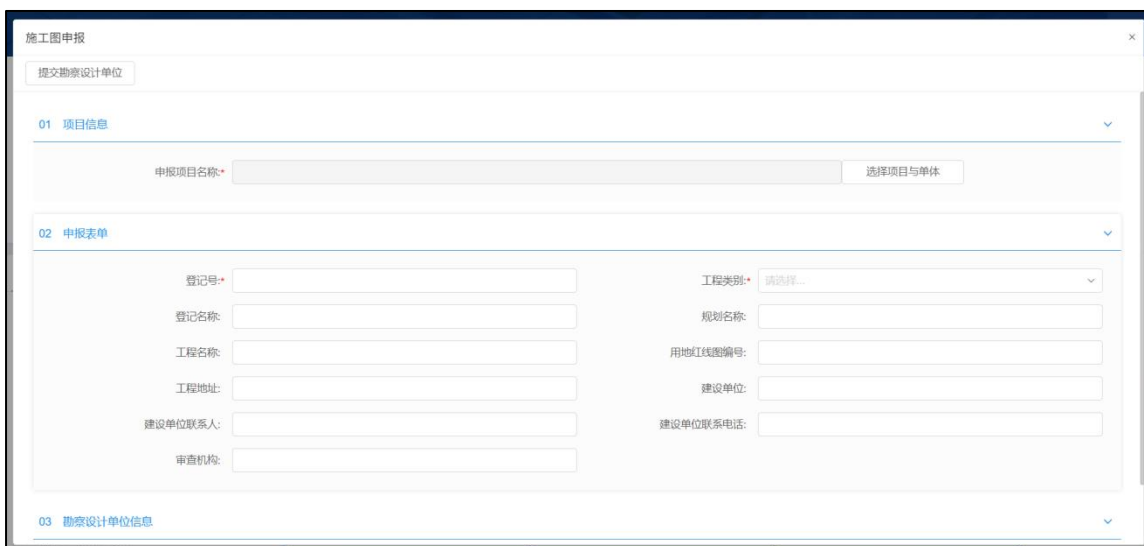 施工图申报
×
提交勘察设计单位
01 项目信息
申报项目名称:* 选择项目与单体
02 申报表单
登记号:* 工程类别:* 请选择...
登记名称: 规划名称:
工程名称: 用地红线图编号:
工程地址: 建设单位:
建设单位联系人: 建设单位联系电话:
审查机构:
03 勘察设计单位信息